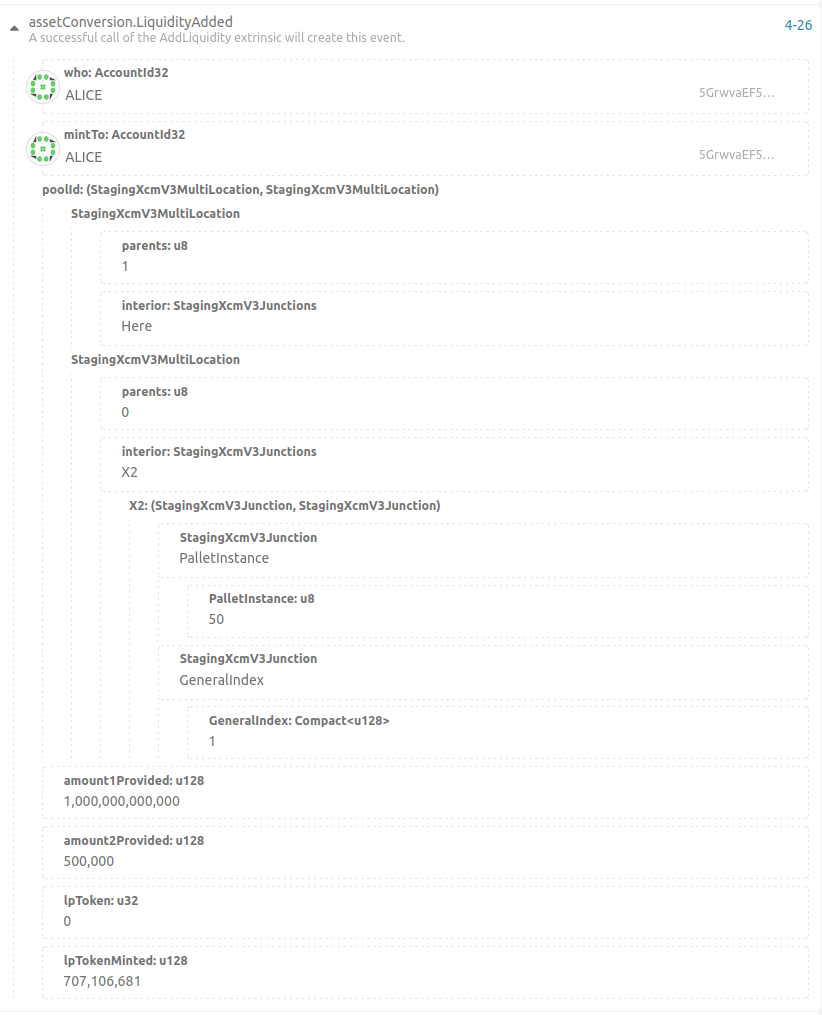 assetConversion.LiquidityAdded
4-26
A successful call of the AddLiquidity extrinsic will create this event.
who: AccountId32
ALICE
5GrwvaEF5...
mintTo: AccountId32
ALICE
5GrwvaEF5...
poolId: (StagingXcmV3MultiLocation, StagingXcmV3MultiLocation)
StagingXcmV3MultiLocation
parents: u8
1
interior: StagingXcmV3Junctions
Here
StagingXcmV3MultiLocation
parents: u8
0
interior: StagingXcmV3Junctions
X2
X2: (StagingXcmV3Junction, StagingXcmV3Junction)
StagingXcmV3Junction
PalletInstance
PalletInstance: u8
50
StagingXcmV3Junction
GeneralIndex
GeneralIndex: Compact<u128>
1
amount1Provided: u128
1,000,000,000,000
amount2Provided: u128
500,000
lpToken: u32
0
lpTokenMinted: u128
707,106,681